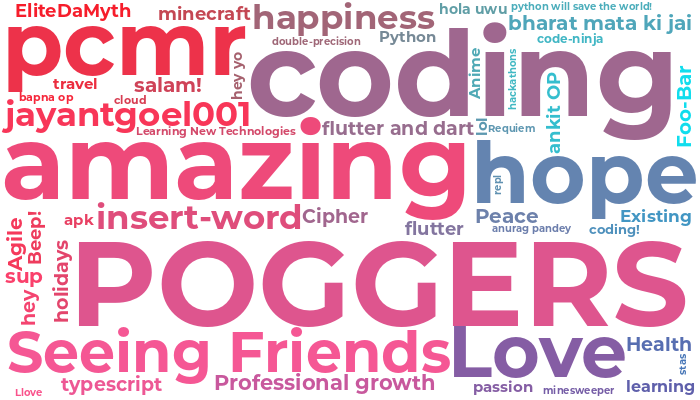 EliteDaMyth
minecraft
happiness
hola uwu
python will save the world!
bharat mata ki jai
pcmr
double-precision
Python
code-ninja
hey yo
coding
Anime
hackathons
travel
salam!
bapna op
cloud
jayantgoel001
Learning New Technologies
flutter and dart
lol
Requiem
ankit OP
Foo-Bar
amazing
hope
repl
apk
insert-word
Cipher
Peace
Existing
flutter
anurag pandey
coding!
Agile
Beep!
sup
hey
holidays
POGGERS
Seeing Friends
Love
Health
stas
Llove
typescript
Professional growth
passion
minesweeper
learning